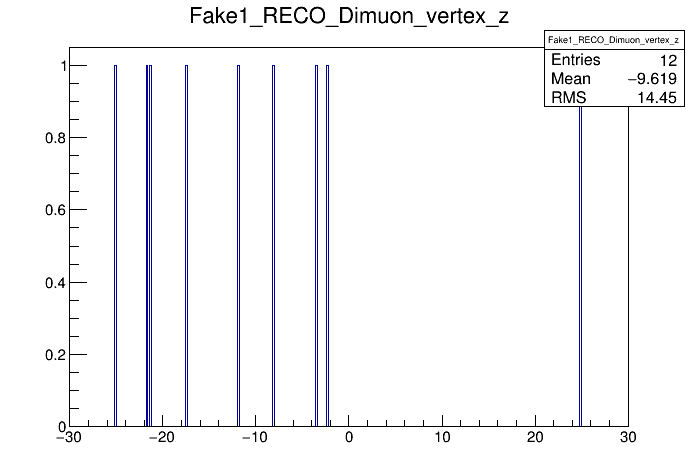 Fake1_RECO_Dimuon_vertex_z
Fake1_RECO_Dimuon_vertex_z
Entries 12
Mean −9.619
RMS 14.45
1
0.8
0.6
0.4
0.2
0
−30 −20 −10 0 10 20 30